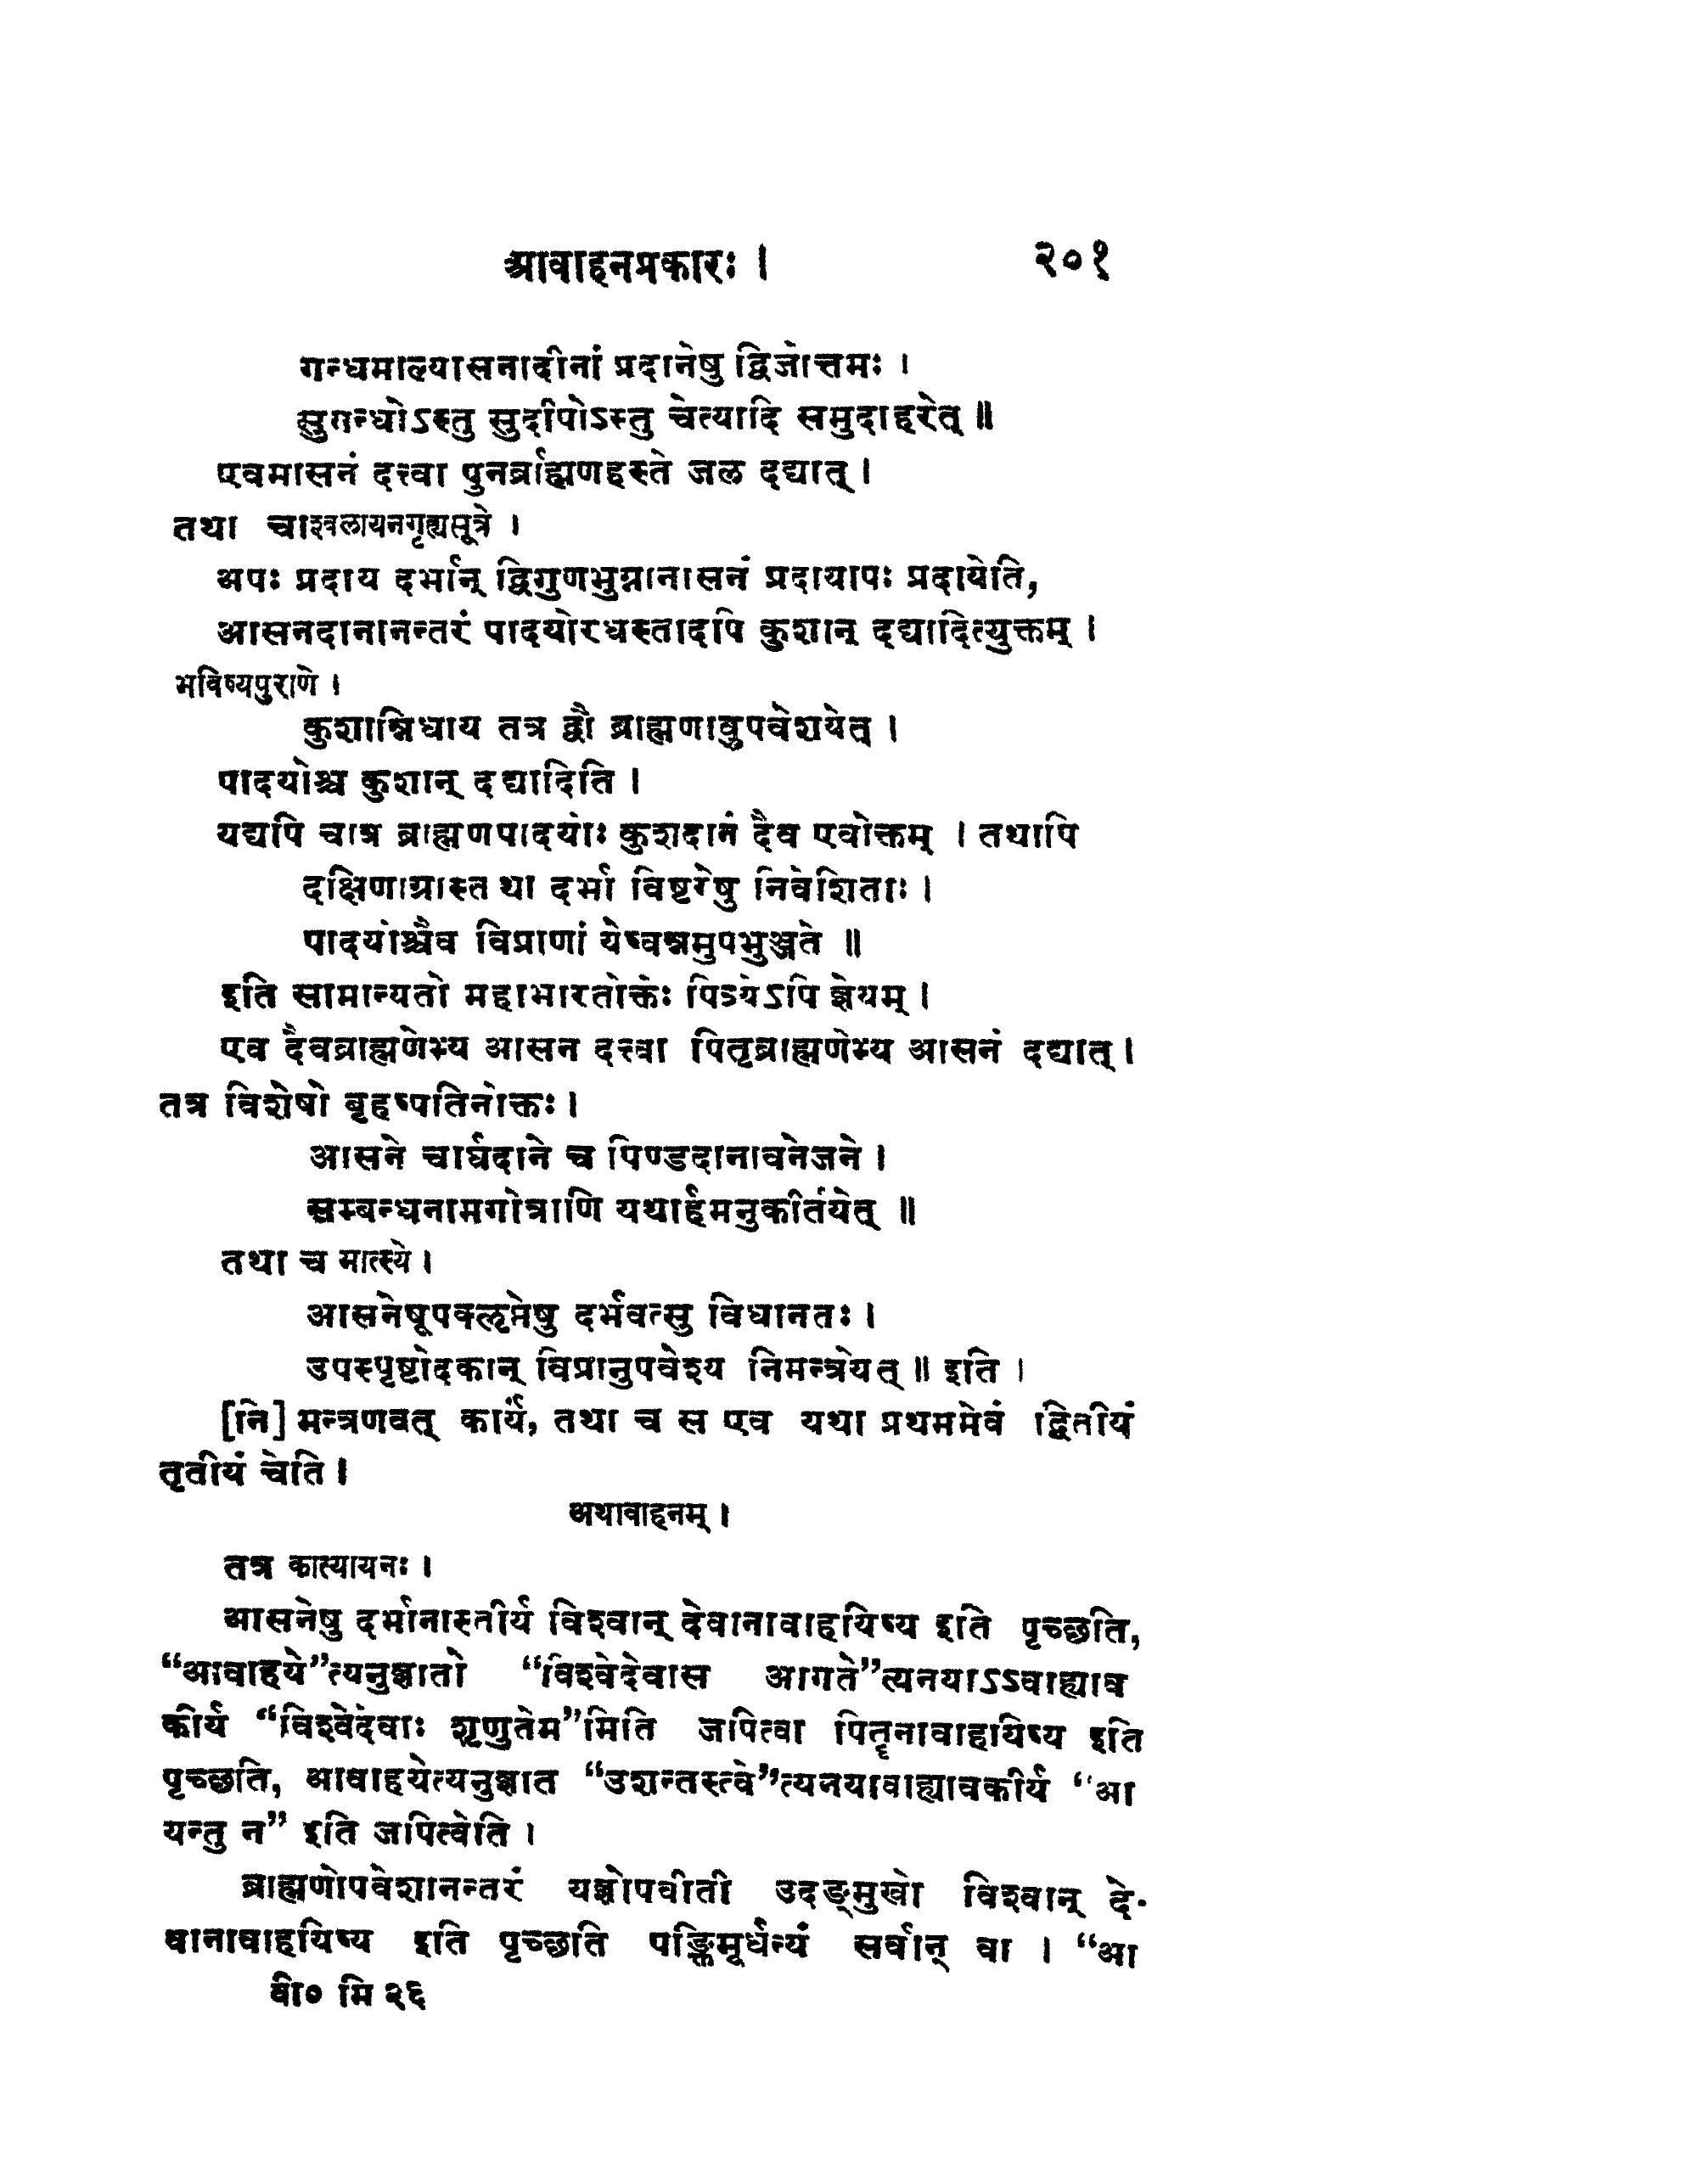 आवाहनप्रकारः । २०१
गन्धमाल्यासनादीनां प्रदानेषु द्विजोत्तमः ।
सुगन्धोऽस्तु सुदीपोऽस्तु चेत्यादि समुदाहरेत् ॥
एवमासनं दत्त्वा पुनर्ब्राह्मणहस्ते जल दद्यात् ।
तथा चाश्वलायनगृह्यसूत्रे ।
अपः प्रदाय दर्भान् द्विगुणभुग्नानासनं प्रदायापः प्रदायेति,
आसनदानानन्तरं पादयोरधस्तादपि कुशान् दद्यादित्युक्तम् ।
भविष्यपुराणे ।
कुशान्निधाय तत्र द्वौ ब्राह्मणावुपवेशयेत् ।
पादयोश्च कुशान् दद्यादिति ।
यद्यपि चात्र ब्राह्मणपादयोः कुशदानं दैव एवोक्तम् । तथापि
दक्षिणाग्रास्तथा दर्भा विष्टरेषु निवेशिताः ।
पादयोश्चैव विप्राणां येष्वन्नमुपभुञ्जते ॥
इति सामान्यतो महाभारतोक्तेः पित्र्येऽपि ज्ञेयम् ।
एव दैवब्राह्मणेभ्य आसन दत्त्वा पितृब्राह्मणेभ्य आसनं दद्यात् ।
तत्र विशेषो बृहष्पतिनोक्तः ।
आसने चार्घदाने च पिण्डदानावनेजने ।
सम्बन्धनामगोत्राणि यथार्हमनुकीर्तयेत् ॥
तथा च मात्स्ये ।
आसनेषूपक्लृप्तेषु दर्भवत्सु विधानतः ।
उपस्पृष्टोदकान् विप्रानुपवेश्य निमन्त्रयेत् ॥ इति ।
[नि] मन्त्रणवत् कार्यं, तथा च स एव यथा प्रथममेवं द्वितीयं
तृतीयं चेति ।
अथावाहनम् ।
तत्र कात्यायनः ।
आसनेषु दर्भानास्तीर्य विश्वान् देवानावाहयिष्य इति पृच्छति,
“आवाहये”त्यनुज्ञातो “विश्वेदेवास आगते”त्यनयाऽऽवाह्याव
कीर्य “विश्वेदेवाः शृणुतेम”मिति जपित्वा पितॄनावाहयिष्य इति
पृच्छति, आवाहयेत्यनुज्ञात “उशन्तस्त्वे”त्यनयावाह्यावकीर्य “आ
यन्तु न” इति जपित्वेति ।
ब्राह्मणोपवेशानन्तरं यज्ञोपवीती उदङ्मुखो विश्वान् दे-
वानावाहयिष्य इति पृच्छति पङ्क्तिमूर्धन्यं सर्वान् वा । “आ
वी० मि २६